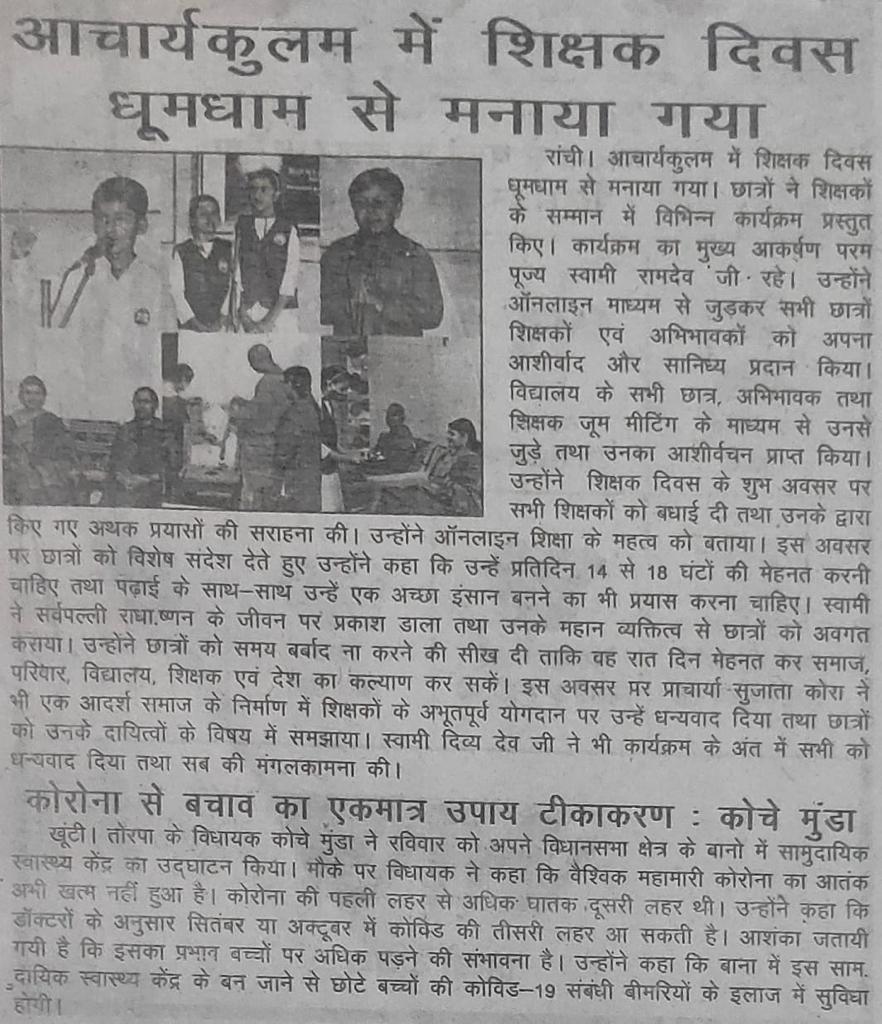 आचार्यकुलम में शिक्षक दिवस
धूमधाम से मनाया गया
रांची। आचार्यकुलम में शिक्षक दिवस
धूमधाम से मनाया गया। छात्रों ने शिक्षकों
के सम्मान में विभिन्न कार्यक्रम प्रस्तुत
किए। कार्यक्रम का मुख्य आकर्षण परम
पूज्य स्वामी रामदेव जी रहे। उन्होंने
ऑनलाइन माध्यम से जुड़कर सभी छात्रों
शिक्षकों एवं अभिभावकों को अपना
आशीर्वाद और सानिध्य प्रदान किया।
विद्यालय के सभी छात्र, अभिभावक तथा
शिक्षक जूम मीटिंग के माध्यम से उनसे
जुड़े तथा उनका आशीर्वचन प्राप्त किया।
उन्होंने शिक्षक दिवस के शुभ अवसर पर
सभी शिक्षकों को बधाई दी तथा उनके द्वारा
किए गए अथक प्रयासों की सराहना की। उन्होंने ऑनलाइन शिक्षा के महत्व को बताया। इस अवसर
पर छात्रों को विशेष संदेश देते हुए उन्होंने कहा कि उन्हें प्रतिदिन 14 से 18 घंटों की मेहनत करनी
चाहिए तथा पढ़ाई के साथ–साथ उन्हें एक अच्छा इंसान बनने का भी प्रयास करना चाहिए। स्वामी
ने सर्वपल्ली राधा.ष्णन के जीवन पर प्रकाश डाला तथा उनके महान व्यक्तित्व से छात्रों को अवगत
कराया। उन्होंने छात्रों को समय बर्बाद ना करने की सीख दी ताकि वह रात दिन मेहनत कर समाज,
परिवार, विद्यालय, शिक्षक एवं देश का कल्याण कर सकें। इस अवसर प्रर प्राचार्या सुजाता कोरा ने
भी एक आदर्श समाज के निर्माण में शिक्षकों के अभूतपूर्व योगदान पर उन्हें धन्यवाद दिया तथा छात्रों
को उनके दायित्वों के विषय में समझाया। स्वामी दिव्य देव जी ने भी कार्यक्रम के अंत में सभी को
धन्यवाद दिया तथा सब की मंगलकामना की।
कोरोना से बचाव का एकमात्र उपाय टीकाकरण : कोचे मुंडा
खूंटी। तोरपा के विधायक कोचे मुंडा ने रविवार को अपने विधानसभा क्षेत्र के बानो में सामुदायिक
स्वास्थ्य केंद्र का उद्घाटन किया। मौके पर विधायक ने कहा कि वैश्विक महामारी कोरोना का आतंक
अभी खत्म नहीं हुआ है। कोरोना की पहली लहर से अधिक घातक दूसरी लहर थी। उन्होंने कहा कि
डॉक्टरों के अनुसार सितंबर या अक्टूबर में कोविड की तीसरी लहर आ सकती है। आशंका जतायी
गयी है कि इसका प्रभाव बच्चों पर अधिक पड़ने की संभावना है। उन्होंने कहा कि बाना में इस साम.
ुदायिक स्वास्थ्य केंद्र के बन जाने से छोटे बच्चों की कोविड–19 संबंधी बीमरियों के इलाज में सुविधा
होगी।